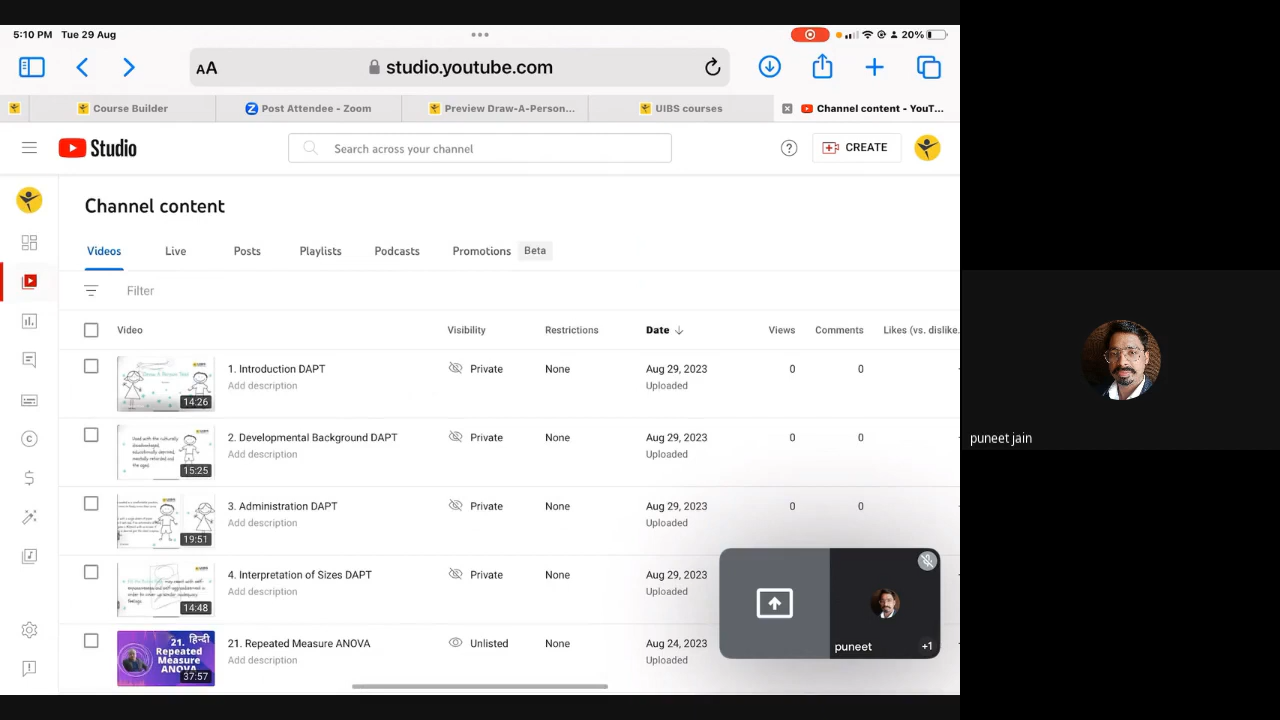 5:10 PM Tue 29 Aug
20%
AA studio.youtube.com
Course Builder
Post Attendee - Zoom
Preview Draw-A-Person...
UIBS courses
Channel content - YouT...
Studio
Search across your channel
CREATE
Channel content
Videos Live Posts Playlists Podcasts Promotions Beta
Filter
Video Visibility Restrictions Date Views Comments Likes (vs. dislike.
1. Introduction DAPT Private None Aug 29, 2023 0 0
Add description Uploaded
14:26
2. Developmental Background DAPT Private None Aug 29, 2023 0 0
Add description Uploaded
15:25
3. Administration DAPT Private None Aug 29, 2023 0 0
Add description Uploaded
19:51
4. Interpretation of Sizes DAPT Private None Aug 29, 2023
Add description Uploaded
14:48
21. Repeated Measure ANOVA Unlisted None Aug 24, 2023
Add description Uploaded
21. हिन्दी
Repeated
Measure
ANOVA
37:57
puneet +1
puneet jain